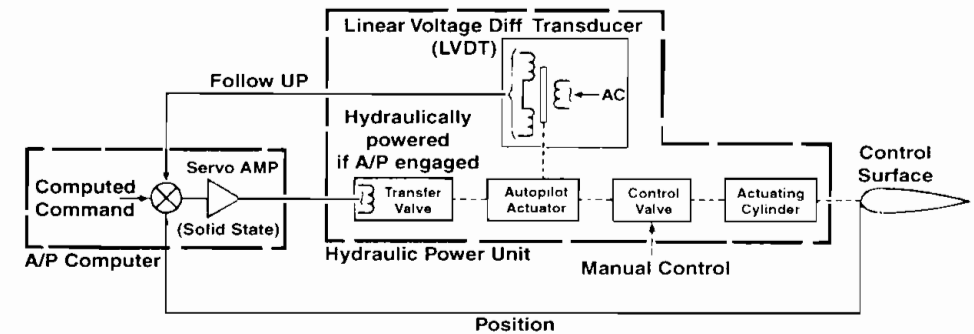 Linear Voltage Diff Transducer
(LVDT)
Follow UP
AC
Hydraulically
powered
if A/P engaged
Servo AMP
Computed
Command
(Solid State)
Transfer
Valve
Autopilot
Actuator
Control
Valve
Actuating
Cylinder
Control
Surface
A/P Computer
Hydraulic Power Unit
Manual Control
Position